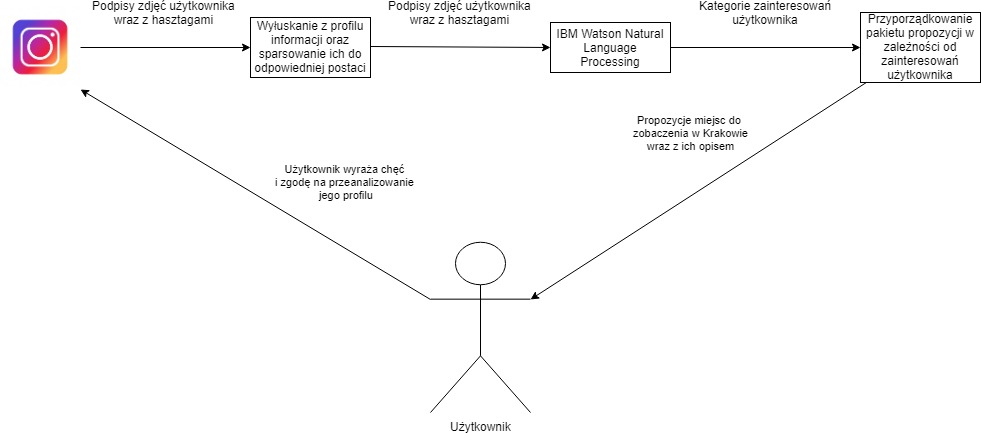 Podpisy zdjęć użytkownika
wraz z hasztagami
Podpisy zdjęć użytkownika
wraz z hasztagami
Kategorie zainteresowań
użytkownika
Wyłuskanie z profilu
informacji oraz
sparsowanie ich do
odpowiedniej postaci
IBM Watson Natural
Language
Processing
Przyporządkowanie
pakietu propozycji w
zależności od
zainteresowań
użytkownika
Propozycje miejsc do
zobaczenia w Krakowie
wraz z ich opisem
Użytkownik wyraża chęć
i zgodę na przeanalizowanie
jego profilu
Użytkownik